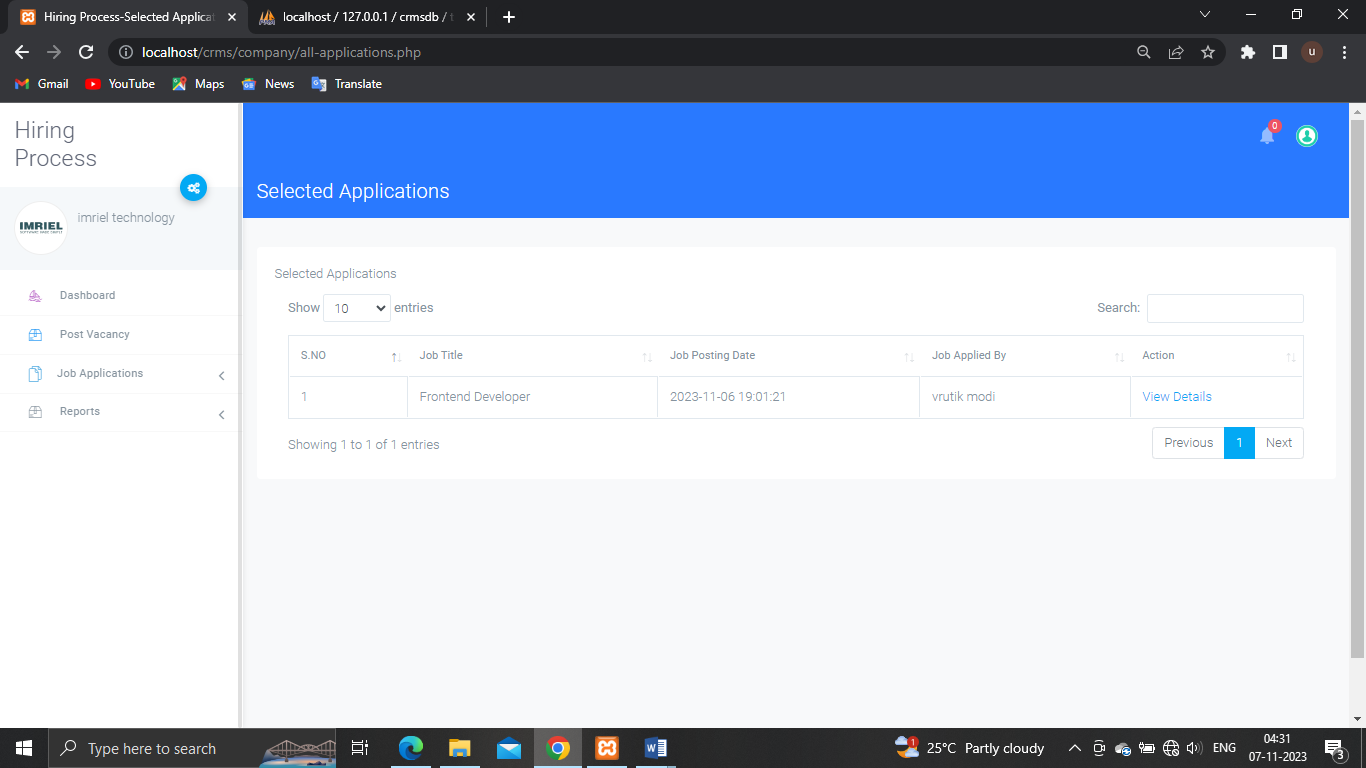 Hiring Process-Selected Applicat
localhost / 127.0.0.1 / crmsdb /
localhost/crms/company/all-applications.php
u
Gmail
YouTube
Maps
News
Translate
Hiring
Process
0
Selected Applications
IMRIEL
imriel technology
Dashboard
Post Vacancy
Job Applications
Reports
Selected Applications
Show 10 entries
Search:
S.NO Job Title Job Posting Date Job Applied By Action
1 Frontend Developer 2023-11-06 19:01:21 vrutik modi View Details
Showing 1 to 1 of 1 entries
Previous 1 Next
Type here to search
1
25°C Partly cloudy
ENG
04:31
07-11-2023
3